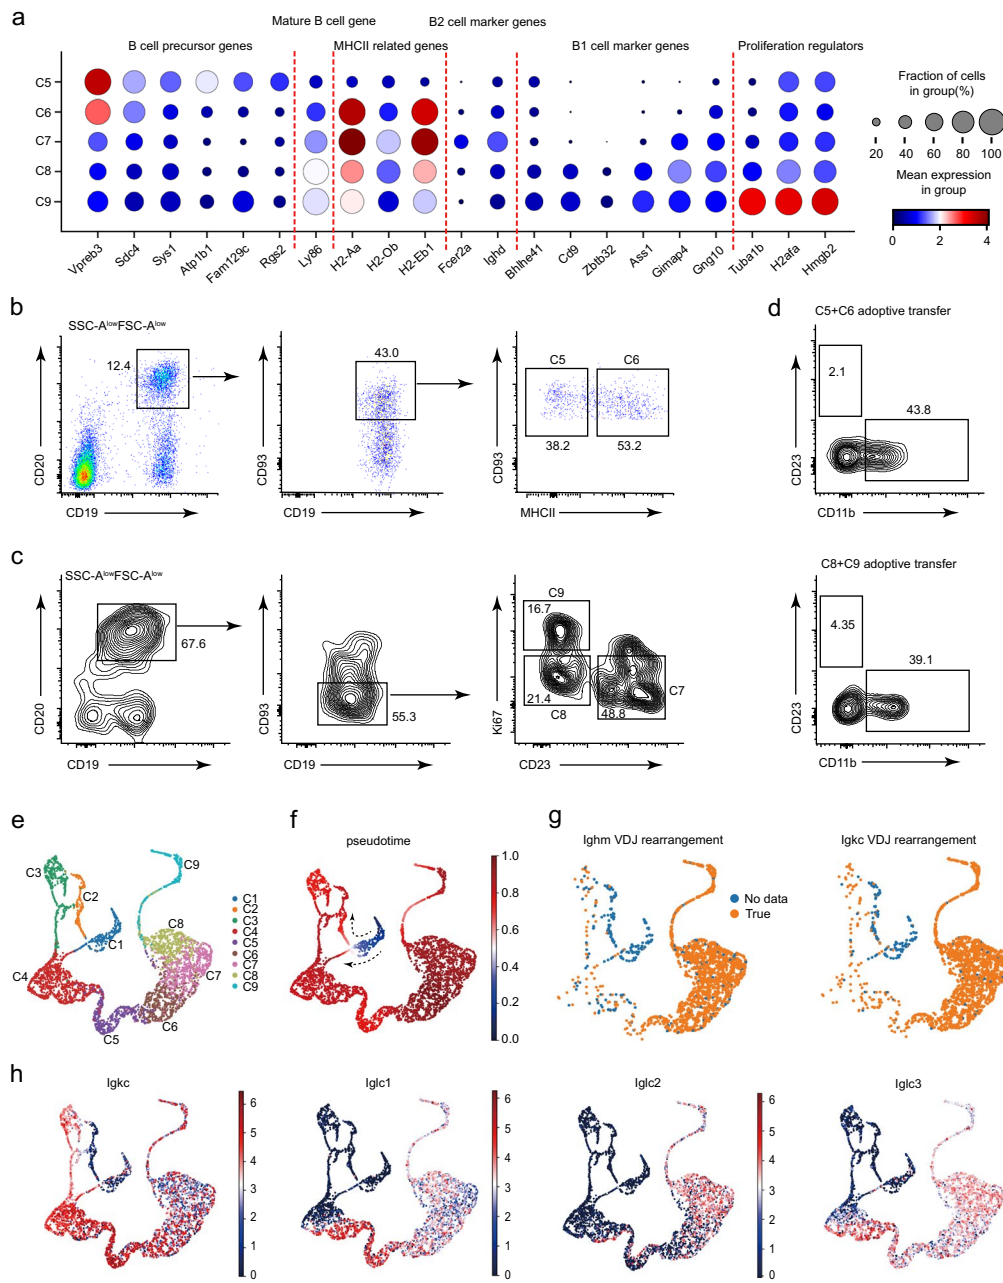 a
Mature B cell gene
B2 cell marker genes
B cell precursor genes
MHCII related genes
B1 cell marker genes
Proliferation regulators
C5
C6
C7
C8
C9
Vpreb3
Sdc4
Sys1
Atp1b1
Fam129c
Rgs2
Ly86
H2-Aa
H2-Ob
H2-Eb1
Fcer2a
Ighd
Bhlhe41
Cd9
Zbtb32
Ass1
Gimap4
Gng10
Tuba1b
H2afa
Hmgb2
Fraction of cells
in group(%)
20 40 60 80 100
Mean expression
in group
0 2 4
b
SSC-AlowFSC-Alow
12.4
CD20
CD19
43.0
CD93
CD19
C5 C6
38.2 53.2
CD93
MHCII
d
C5+C6 adoptive transfer
2.1
43.8
CD23
CD11b
c
SSC-AlowFSC-Alow
67.6
CD20
CD19
55.3
CD93
CD19
C9
16.7
21.4
C8
48.8
C7
Ki67
CD23
C8+C9 adoptive transfer
4.35
39.1
CD23
CD11b
e
C3
C2
C1
C4
C5
C6
C7
C8
C9
C1
C2
C3
C4
C5
C6
C7
C8
C9
f
pseudotime
1.0
0.8
0.6
0.4
0.2
0.0
g
Ighm VDJ rearrangement
No data
True
Igkc VDJ rearrangement
h
Igkc
6
5
4
3
2
1
0
Iglc1
6
5
4
3
2
1
0
Iglc2
6
5
4
3
2
1
0
Iglc3
6
5
4
3
2
1
0